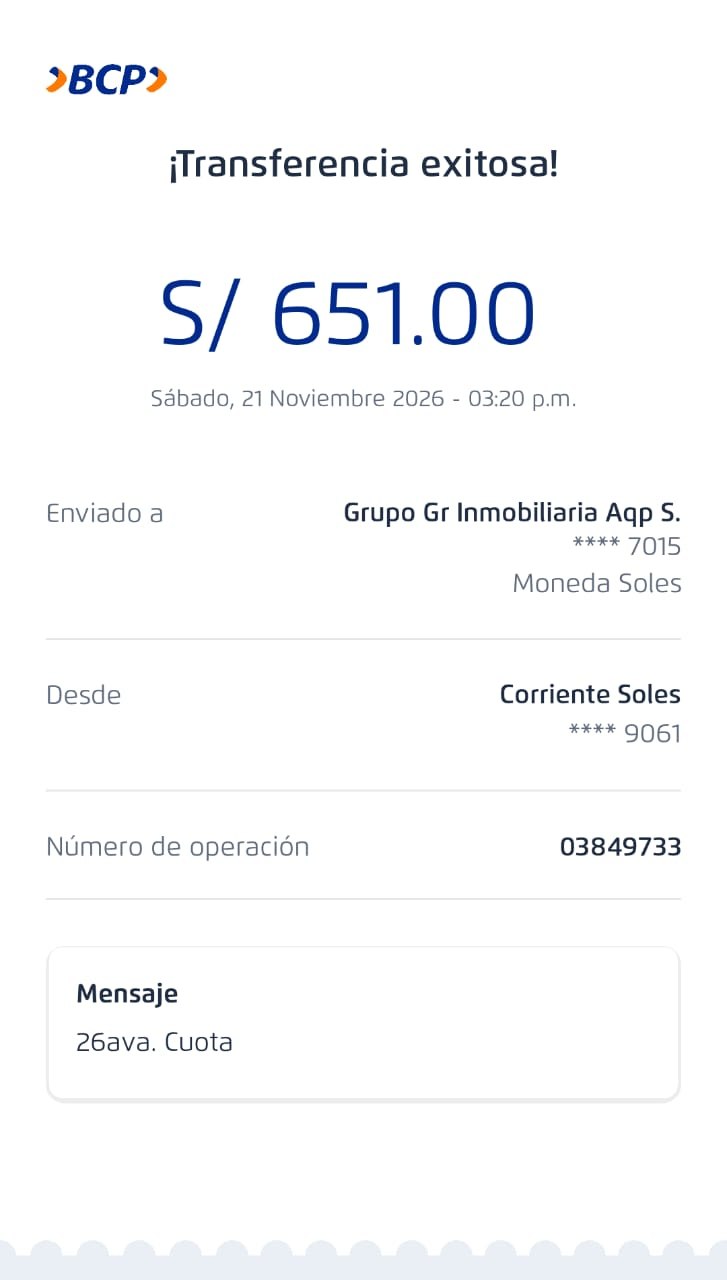 BCP
¡Transferencia exitosa!
S/ 651.00
Sábado, 21 Noviembre 2026 - 03:20 p.m.
Enviado a
Grupo Gr Inmobiliaria Aqp S.
**** 7015
Moneda Soles
Desde
Corriente Soles
**** 9061
Número de operación
03849733
Mensaje
26ava. Cuota